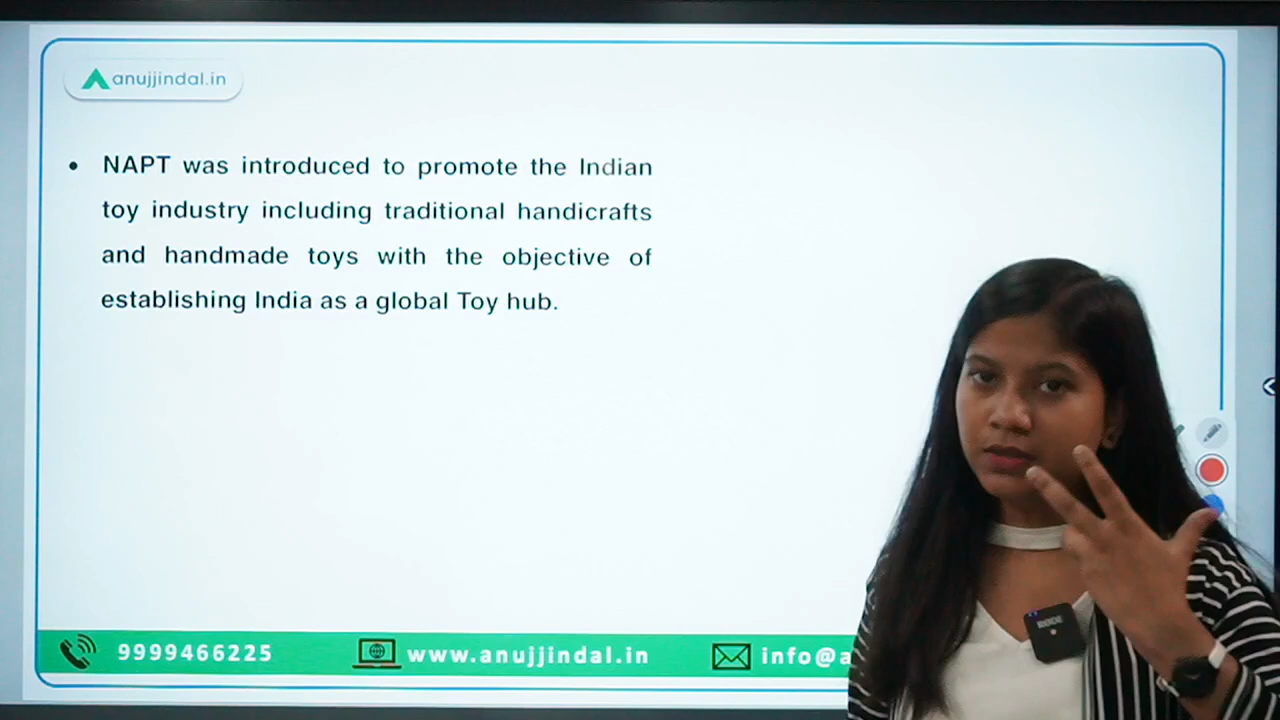 anujjindal.in
• NAPT was introduced to promote the Indian
toy industry including traditional handicrafts
and handmade toys with the objective of
establishing India as a global Toy hub.
9999466225
www.anujjindal.in
info@a